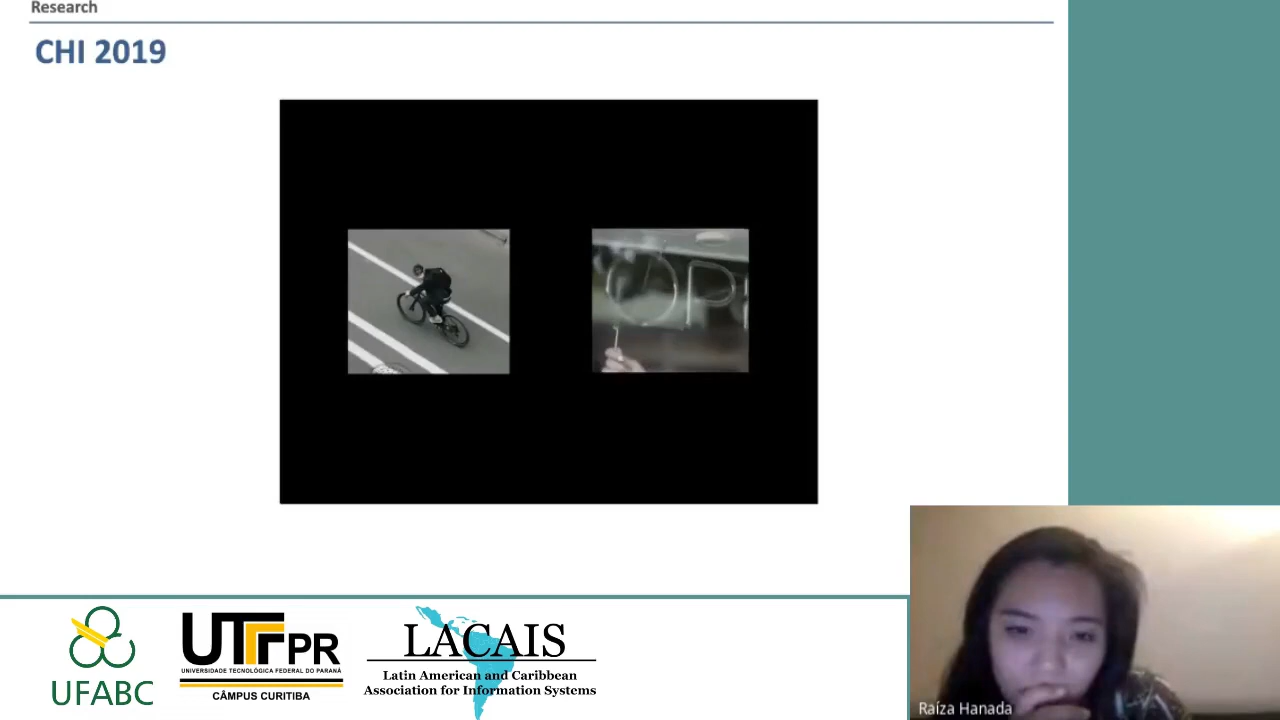 Research
CHI 2019
OP
UFABC
UTFPR
UNIVERSIDADE TECNOLÓGICA FEDERAL DO PARANÁ
CÂMPUS CURITIBA
LACAIS
Latin American and Caribbean
Association for Information Systems
Raíza Hanada